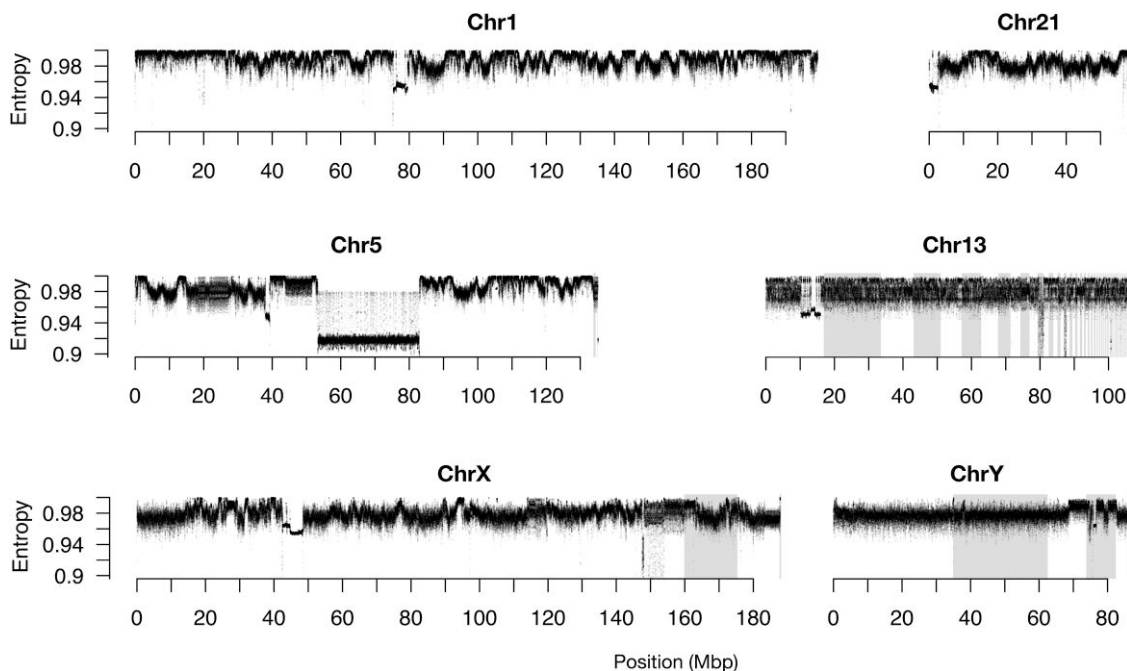 Chr1 Chr21
Entropy
0.98
0.94
0.9
0 20 40 60 80 100 120 140 160 180 0 20 40
Chr5 Chr13
Entropy
0.98
0.94
0.9
0 20 40 60 80 100 120 0 20 40 60 80 100
ChrX ChrY
Entropy
0.98
0.94
0.9
0 20 40 60 80 100 120 140 160 180 0 20 40 60 80
Position (Mbp)